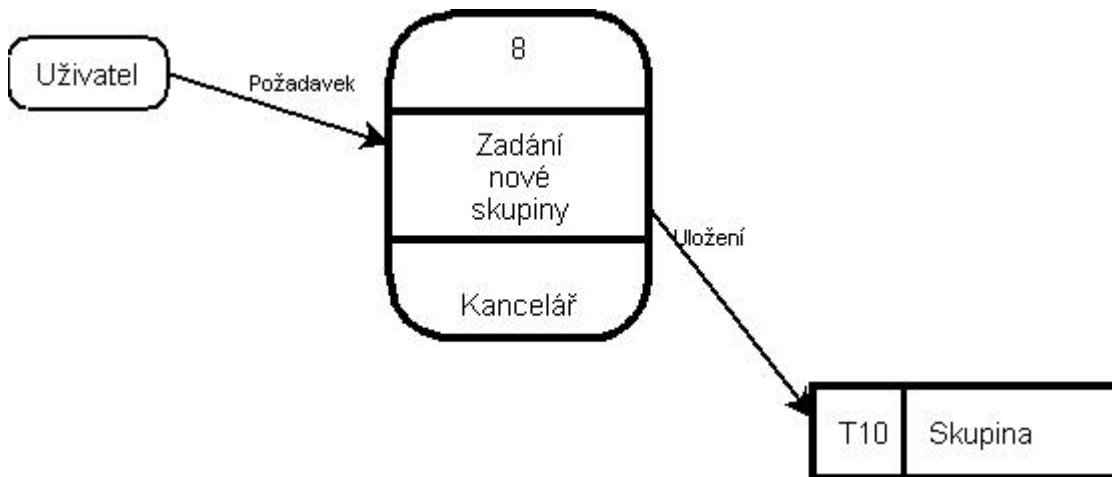 8
Uživatel
Požadavek
Zadání
nové
skupiny
Uložení
Kancelář
T10 Skupina